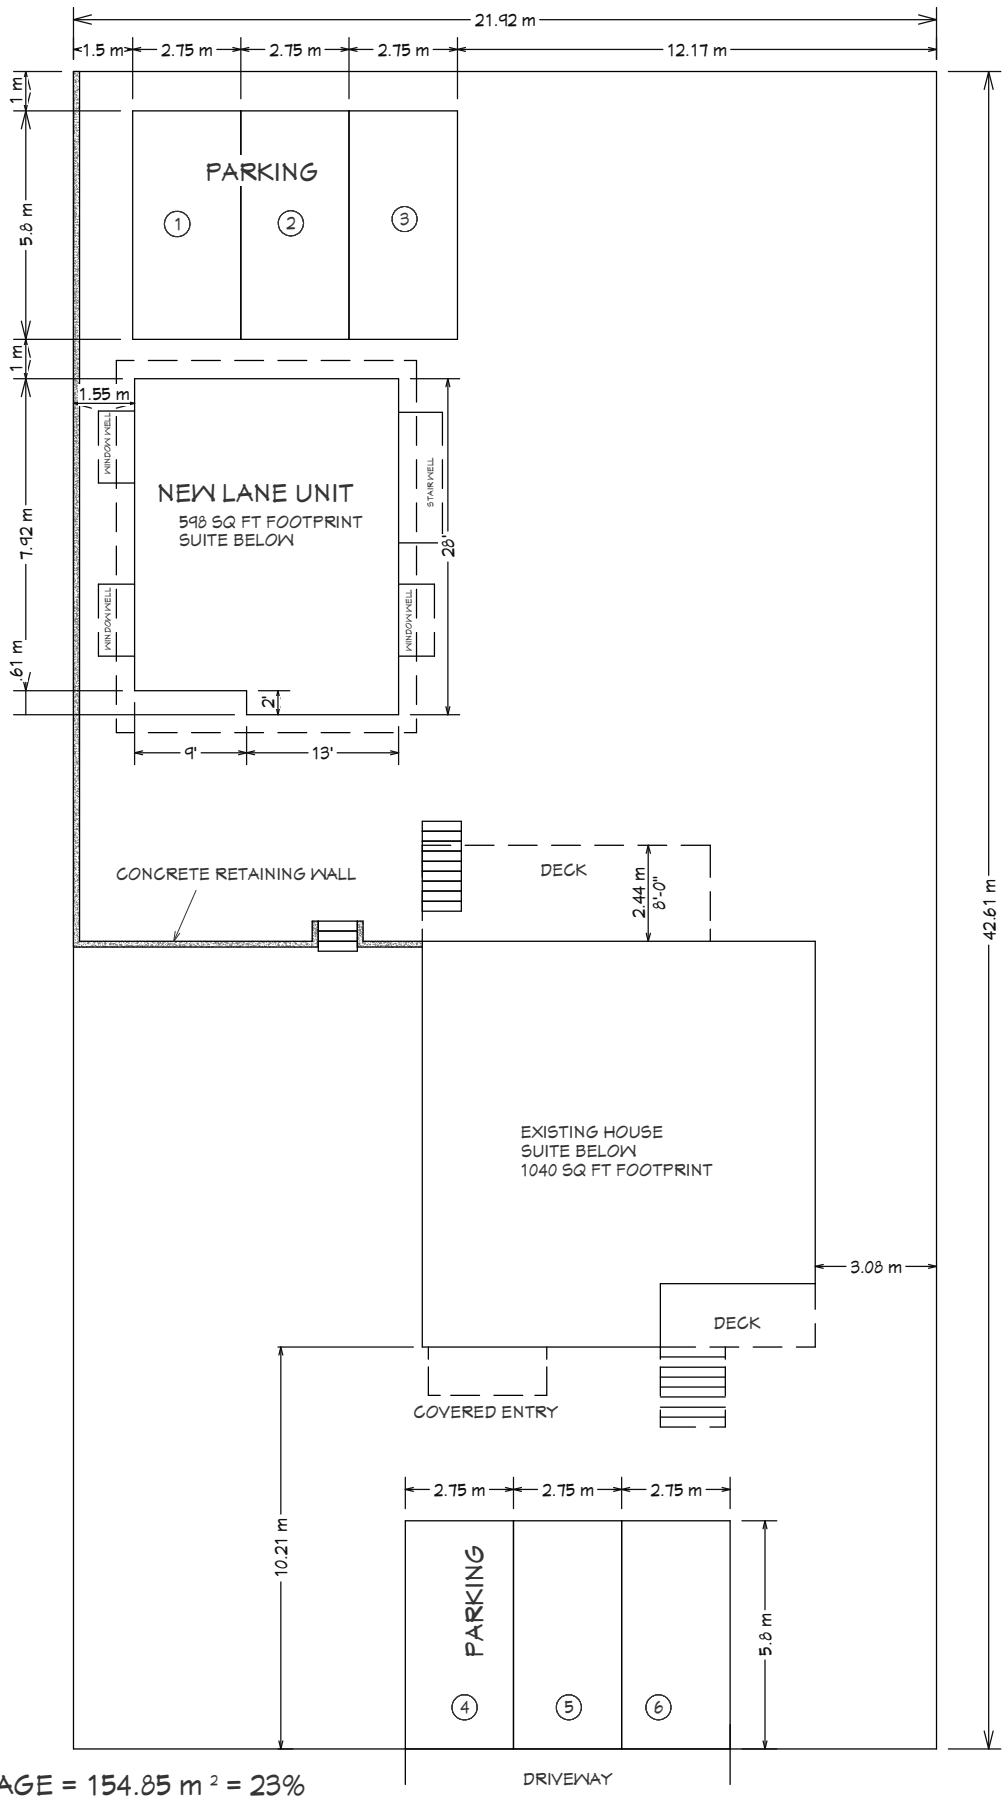 21.92 m
1.5 m
2.75 m
2.75 m
2.75 m
12.17 m
1 m
PARKING
1
2
3
5.8 m
1 m
1.55 m
WINDOW WELL
STAIRWELL
NEW LANE UNIT
598 SQ FT FOOTPRINT
SUITE BELOW
7.92 m
28'
WINDOW WELL
WINDOW WELL
.61 m
2'
9'
13'
CONCRETE RETAINING WALL
DECK
2.44 m
8'-0"
42.61 m
EXISTING HOUSE
SUITE BELOW
1040 SQ FT FOOTPRINT
3.08 m
DECK
COVERED ENTRY
2.75 m
2.75 m
2.75 m
10.21 m
PARKING
5.8 m
4
5
6
DRIVEWAY
AGE = 154.85 m ² = 23%